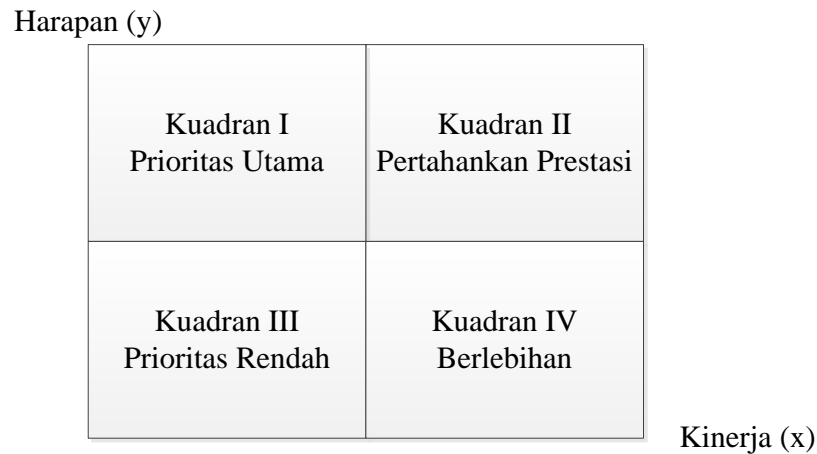 Harapan (y)
Kuadran I
Prioritas Utama
Kuadran II
Pertahankan Prestasi
Kuadran III
Prioritas Rendah
Kuadran IV
Berlebihan
Kinerja (x)